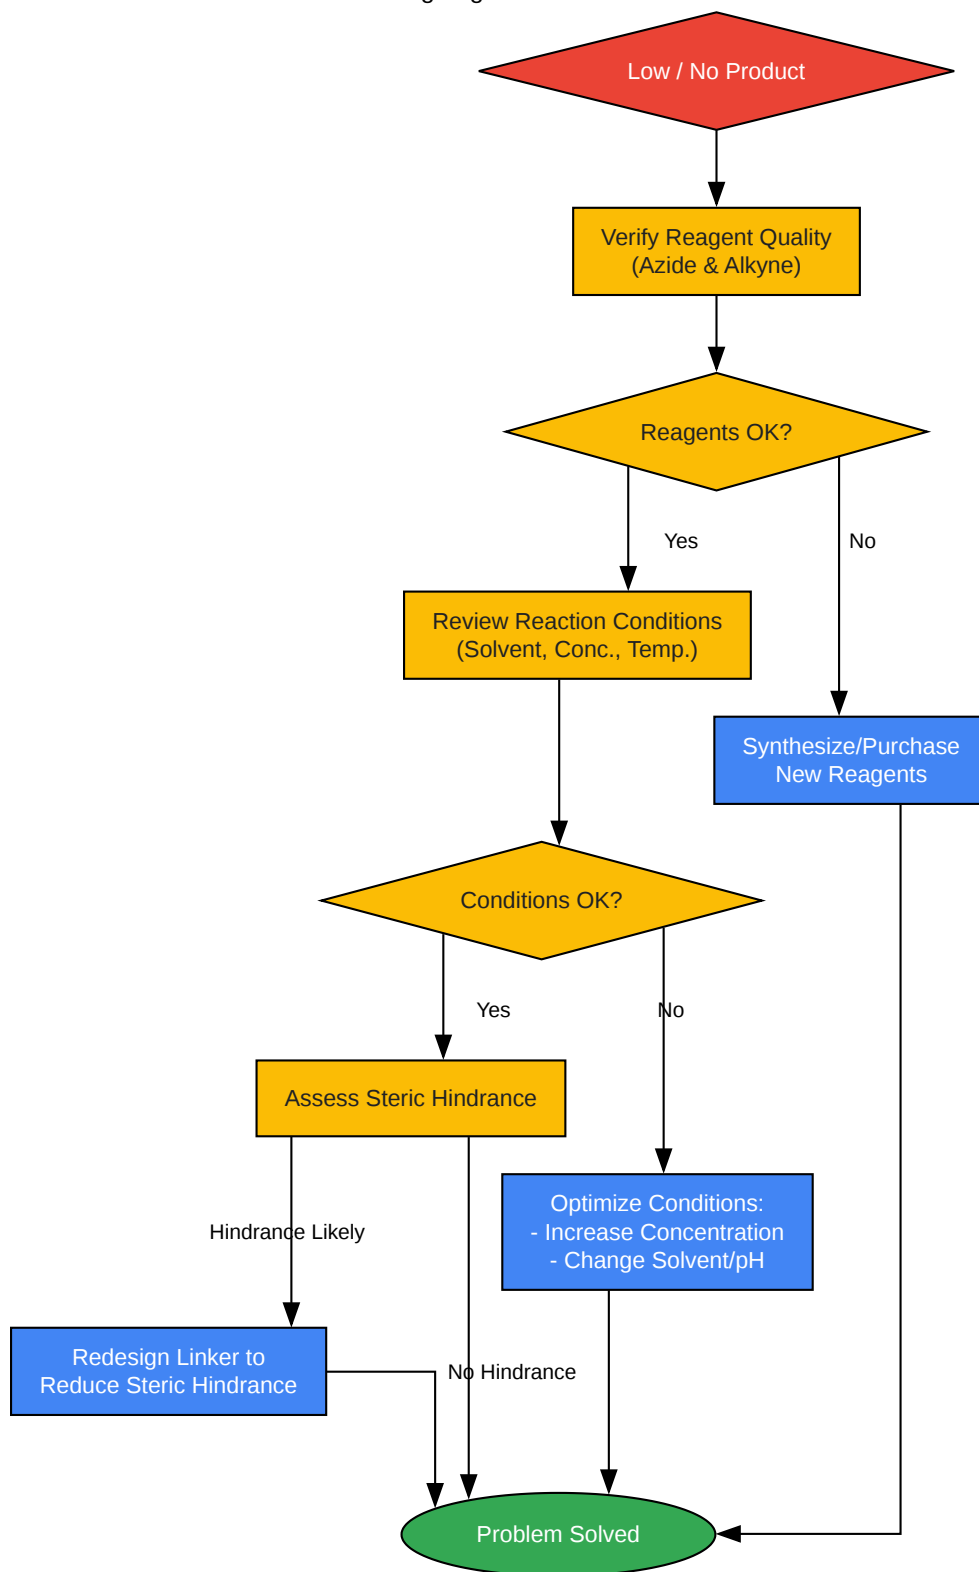 Low / No Product
Verify Reagent Quality
(Azide & Alkyne)
Reagents OK?
Yes
No
Review Reaction Conditions
(Solvent, Conc., Temp.)
Synthesize/Purchase
New Reagents
Conditions OK?
Yes
No
Assess Steric Hindrance
Optimize Conditions:
- Increase Concentration
- Change Solvent/pH
Hindrance Likely
Redesign Linker to
Reduce Steric Hindrance
No Hindrance
Problem Solved